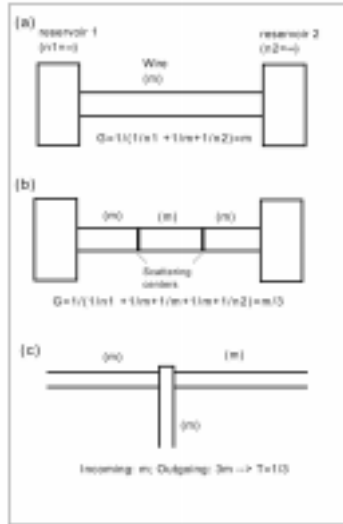 (a)
reservoir 1
(n1=∞)
reservoir 2
(n2=∞)
Wire
(m)
G=1/(1/n1 +1/m+1/n2)=m
(b)
(m) (m) (m)
Scattering
centers
G=1/(1/n1 +1/m+1/m+1/m+1/n2)=m/3
(c)
(m) (m)
(m)
Incoming: m; Outgoing: 3m --> T=1/3